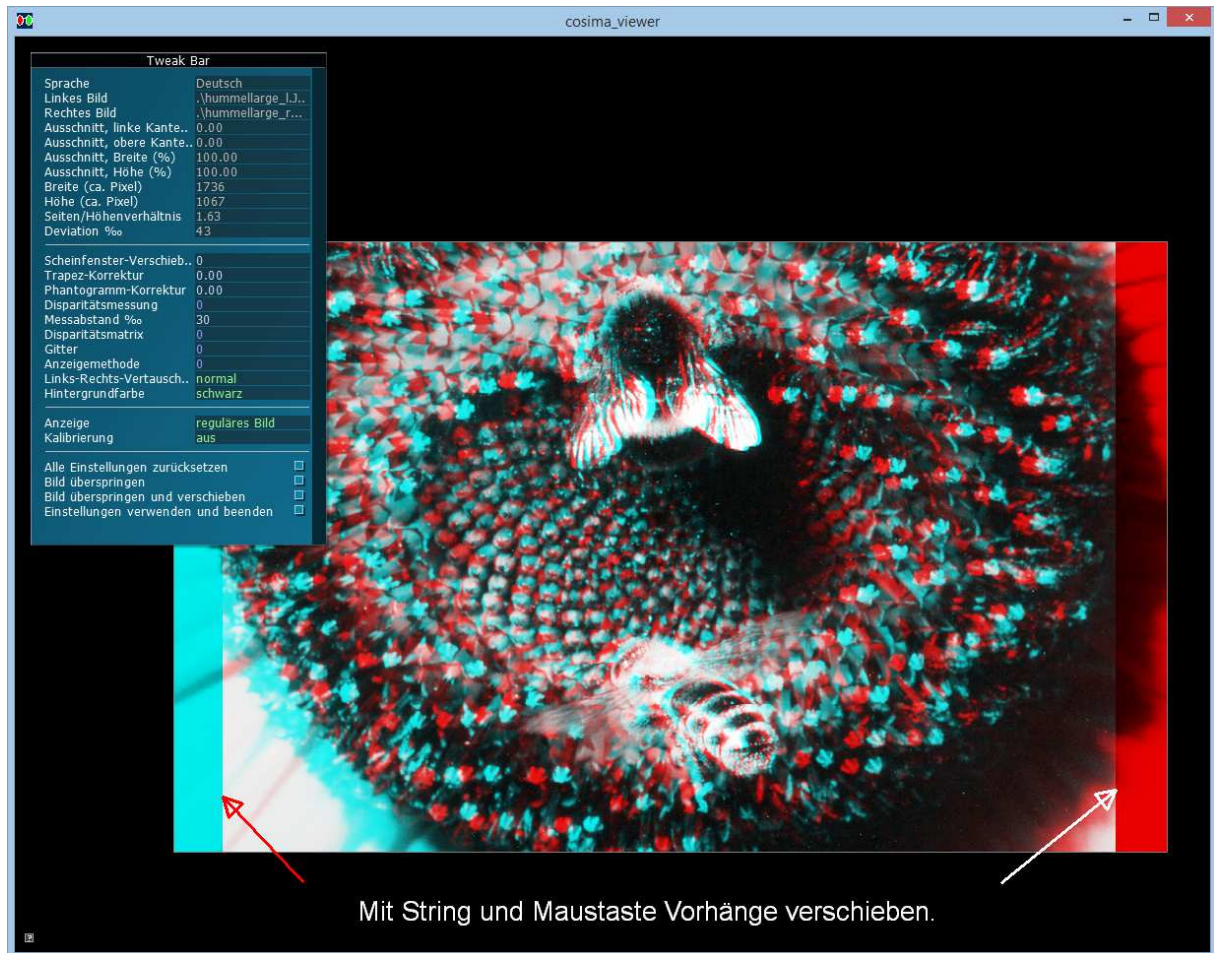 cosima_viewer
Tweak Bar
Sprache Deutsch
Linkes Bild .\hummellarge_l.J..
Rechtes Bild .\hummellarge_r...
Ausschnitt, linke Kante.. 0.00
Ausschnitt, obere Kante.. 0.00
Ausschnitt, Breite (%) 100.00
Ausschnitt, Höhe (%) 100.00
Breite (ca. Pixel) 1736
Höhe (ca. Pixel) 1067
Seiten/Höhenverhältnis 1.63
Deviation ‰ 43
Scheinfenster-Verschieb.. 0
Trapez-Korrektur 0.00
Phantogramm-Korrektur 0.00
Disparitätsmessung 0
Messabstand ‰ 30
Disparitätsmatrix 0
Gitter 0
Anzeigemethode 0
Links-Rechts-Vertausch.. normal
Hintergrundfarbe schwarz
Anzeige reguläres Bild
Kalibrierung aus
Alle Einstellungen zurücksetzen
Bild überspringen
Bild überspringen und verschieben
Einstellungen verwenden und beenden
Mit String und Maustaste Vorhänge verschieben.